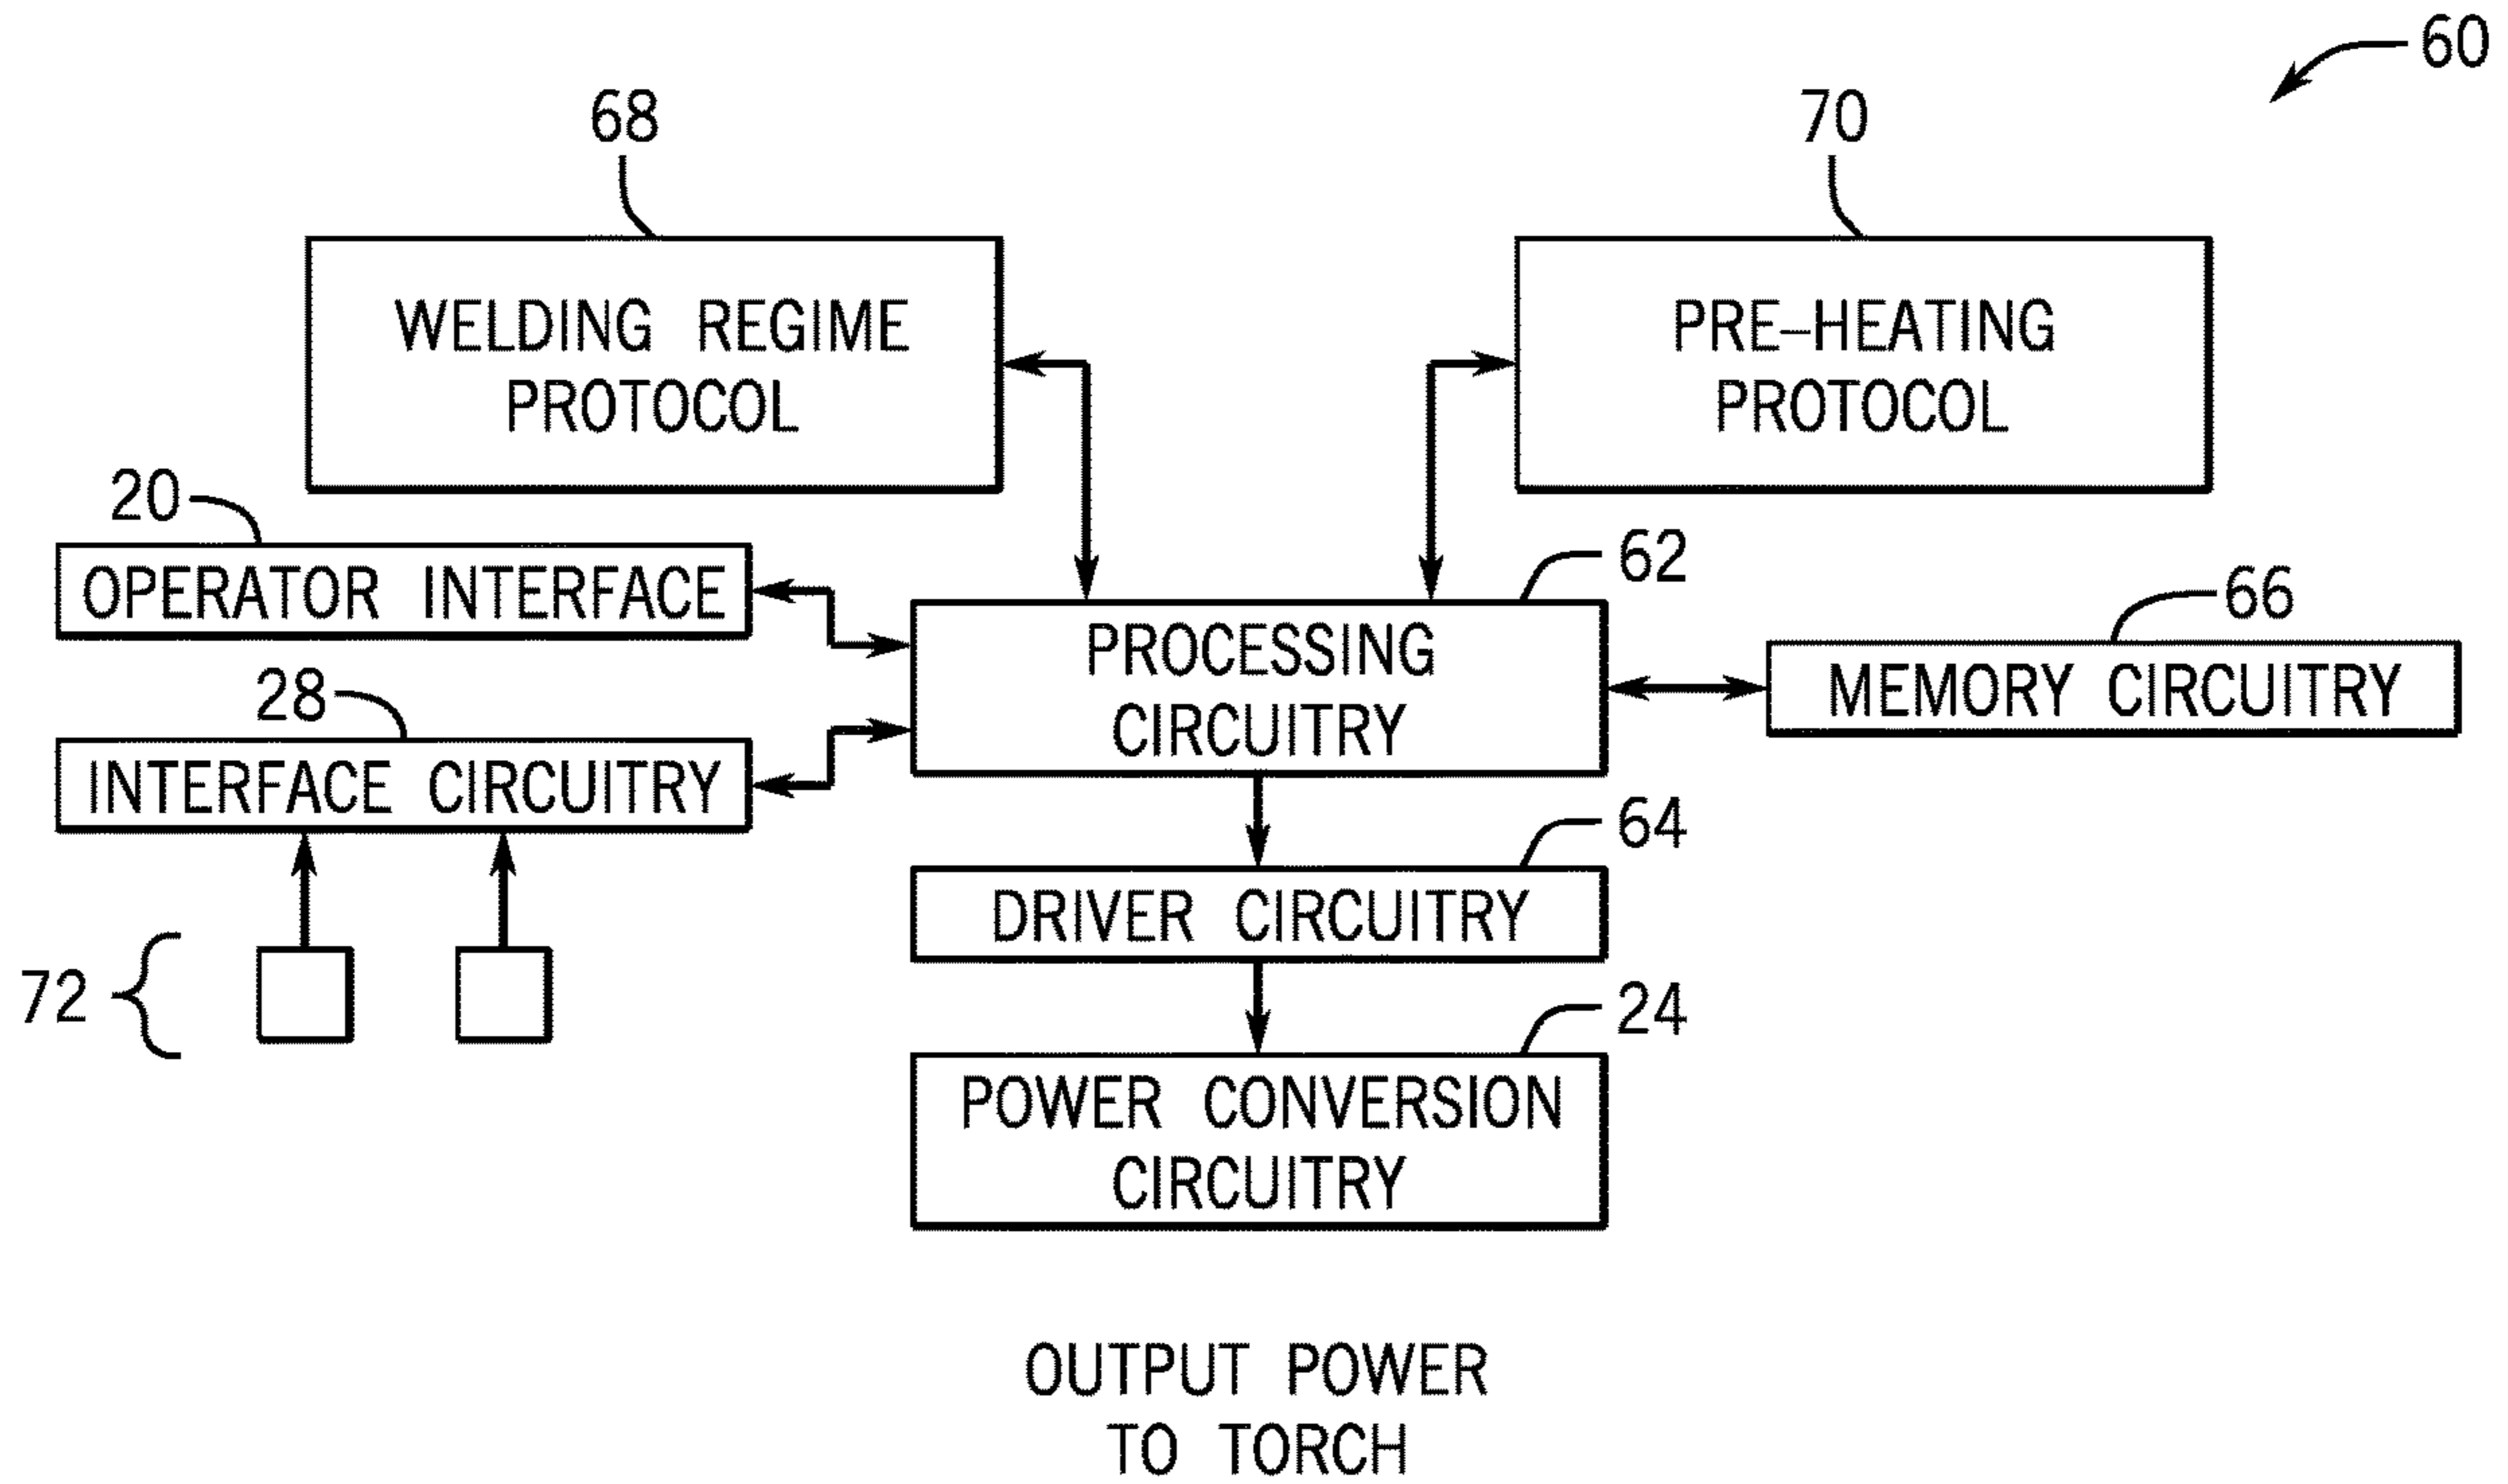 60
68
70
WELDING REGIME
PROTOCOL
PRE–HEATING
PROTOCOL
20
OPERATOR INTERFACE
62
PROCESSING
CIRCUITRY
66
MEMORY CIRCUITRY
28
INTERFACE CIRCUITRY
64
DRIVER CIRCUITRY
72
24
POWER CONVERSION
CIRCUITRY
OUTPUT POWER
TO TORCH